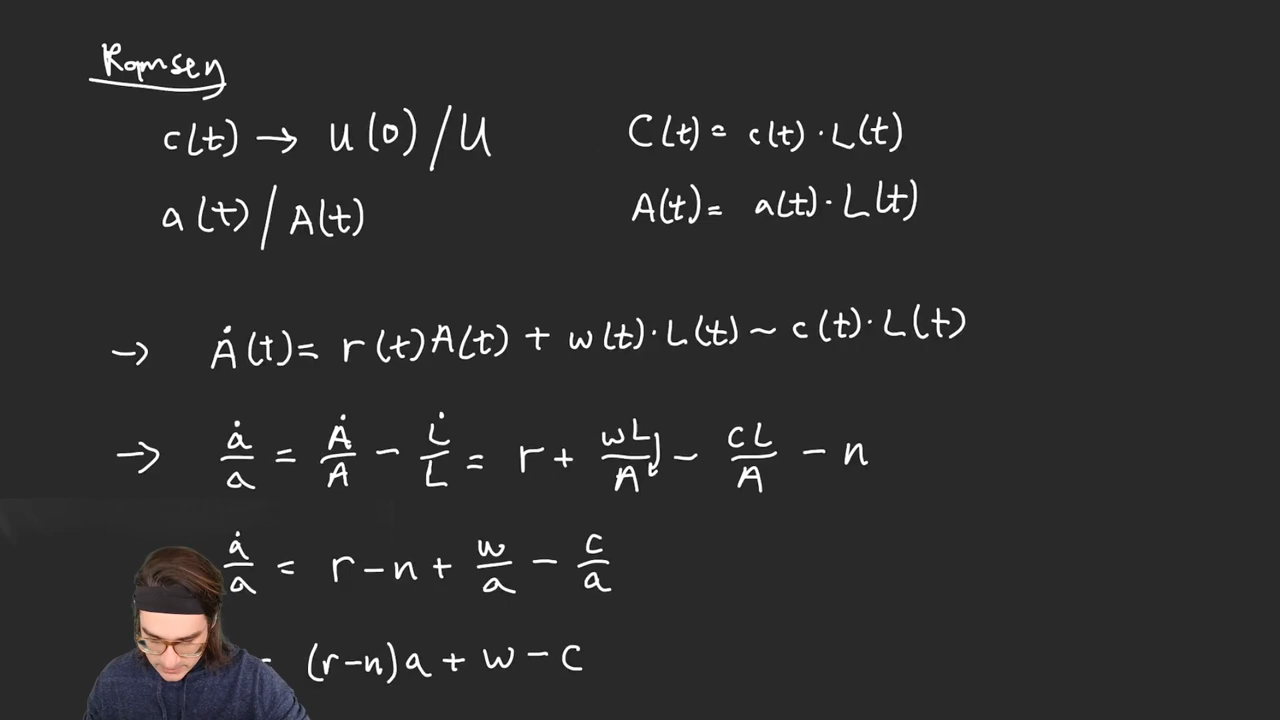 Ramsey
c(t) → U(0)/U
C(t) = c(t)·L(t)
a(t)/A(t)
A(t) = a(t)·L(t)
→ Ȧ(t) = r(t)A(t) + w(t)·L(t) − c(t)·L(t)
→ ȧ/a = Ȧ/A − L̇/L = r + wL/A − cL/A − n
ȧ/a = r − n + w/a − c/a
= (r−n)a + w − c